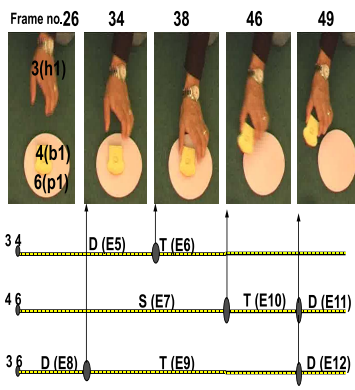 Frame no.26 34 38 46 49
3(h1)
4(b1)
6(p1)
3 4 D (E5) T (E6)
4 6 S (E7) T (E10) D (E11)
3 6 D (E8) T (E9) D (E12)